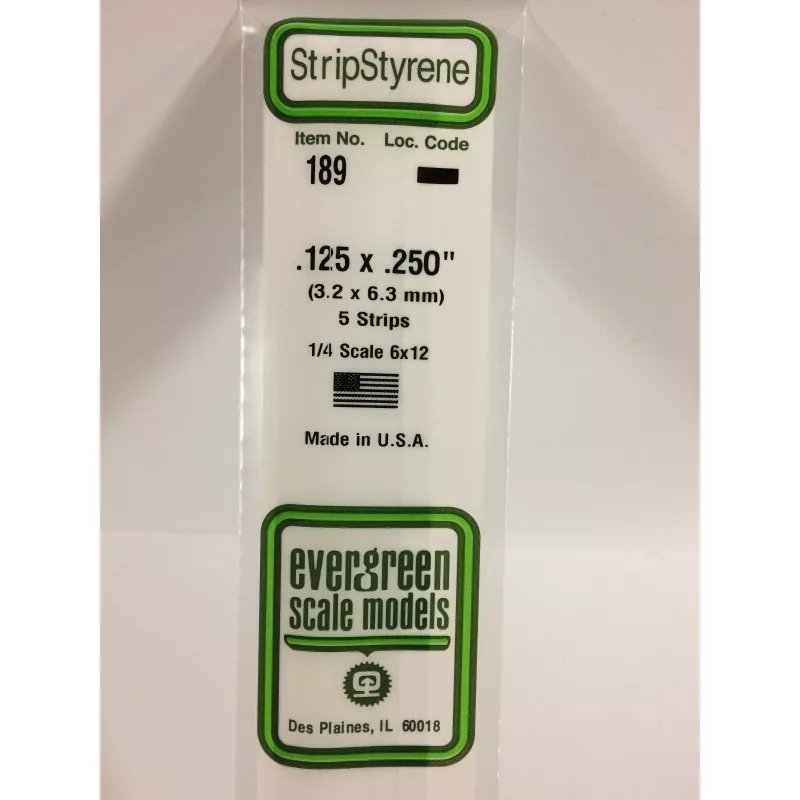 StripStyrene
Item No. Loc. Code
189
.125 x .250"
(3.2 x 6.3 mm)
5 Strips
1/4 Scale 6x12
Made in U.S.A.
evergreen
scale models
Des Plaines, IL 60018